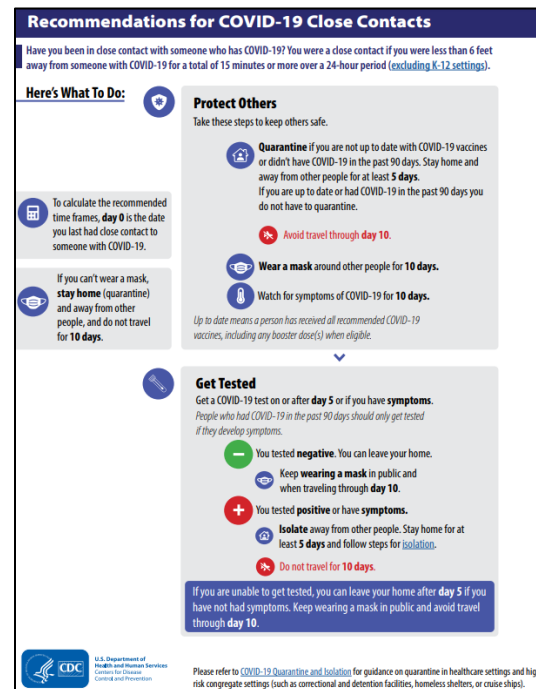 Recommendations for COVID-19 Close Contacts
Have you been in close contact with someone who has COVID-19? You were a close contact if you were less than 6 feet
away from someone with COVID-19 for a total of 15 minutes or more over a 24-hour period (excluding K-12 settings).
Here's What To Do:
Protect Others
Take these steps to keep others safe.
Quarantine if you are not up to date with COVID-19 vaccines
or didn't have COVID in the past 90 days. Stay home and
away from other people for at least 5 days.
If you are up to date or had COVID in the past 90 days you
do not have to quarantine.
Avoid travel through day 10.
Wear a mask around other people for 10 days.
Watch for symptoms of COVID for 10 days.
Up to date means a person has received all recommended COVID-19
vaccines, including any booster dose(s) when eligible.
To calculate the recommended
time frames, day 0 is the date
you last had close contact to
someone with COVID-19.
If you can't wear a mask,
stay home (quarantine)
and away from other
people, and do not travel
for 10 days.
Get Tested
Get a COVID-19 test on or after day 5 or if you have symptoms.
People who had COVID-19 in the past 90 days should only get tested
if they develop symptoms.
You tested negative. You can leave your home.
Keep wearing a mask in public and
when traveling through day 10.
You tested positive or have symptoms.
Isolate away from other people. Stay home for at
least 5 days and follow steps for isolation.
Do not travel for 10 days.
If you are unable to get tested, you can leave your home after day 5 if you
have not had symptoms. Keep wearing a mask in public and avoid travel
through day 10.
CDC
U.S. Department of
Health and Human Services
Centers for Disease
Control and Prevention
Please refer to COVID-19 Quarantine and Isolation for guidance on quarantine in healthcare settings and hig
risk congregate settings (such as correctional and detention facilities, homeless shelters, or cruise ships).